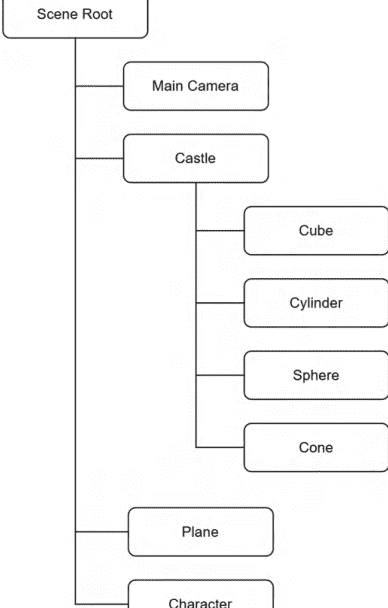 Scene Root
Main Camera
Castle
Cube
Cylinder
Sphere
Cone
Plane
Character